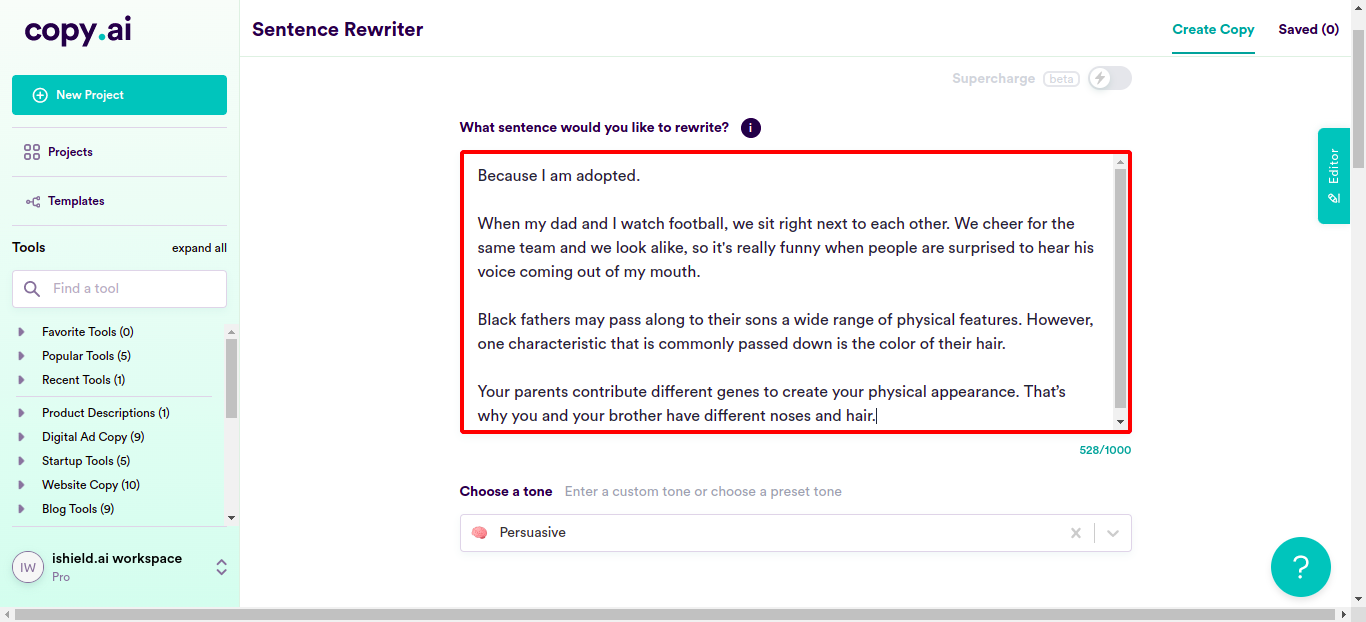 copy.ai
New Project
Projects
Templates
Tools
expand all
Find a tool
Favorite Tools (0)
Popular Tools (5)
Recent Tools (1)
Product Descriptions (1)
Digital Ad Copy (9)
Startup Tools (5)
Website Copy (10)
Blog Tools (9)
IW
ishield.ai workspace
Pro
Sentence Rewriter
Create Copy
Saved (0)
Supercharge beta
What sentence would you like to rewrite? i
Because I am adopted.
When my dad and I watch football, we sit right next to each other. We cheer for the
same team and we look alike, so it's really funny when people are surprised to hear his
voice coming out of my mouth.
Black fathers may pass along to their sons a wide range of physical features. However,
one characteristic that is commonly passed down is the color of their hair.
Your parents contribute different genes to create your physical appearance. That’s
why you and your brother have different noses and hair.
528/1000
Choose a tone Enter a custom tone or choose a preset tone
Persuasive
Editor
?